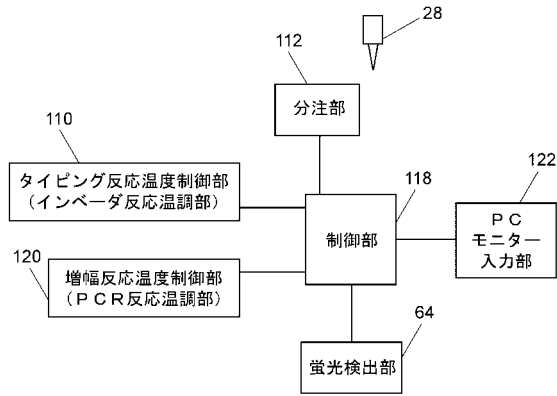 28
112
分注部
110
タイピング反応温度制御部
(インベーダ反応温調部)
122
118
制御部
PC
モニター
入力部
120
増幅反応温度制御部
(PCR反応温調部)
64
蛍光検出部